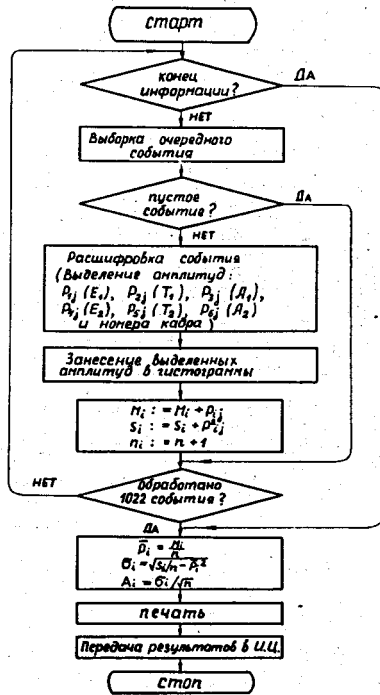 старт
конец
информации?
ДА
НЕТ
Выборка очередного
события
пустое
событие?
ДА
НЕТ
Расшифровка события
(Выделение амплитуд:
P₁ⱼ(E₁), P₂ⱼ(T₁), P₃ⱼ(Л₁),
P₄ⱼ(E₂), P₅ⱼ(T₂), P₆ⱼ(Л₂)
и номера кадра)
Занесение выделенных
амплитуд в гистограммы
Mᵢ := Mᵢ + Pᵢⱼ
Sᵢ := Sᵢ + P²ᵢⱼ
nᵢ := n + 1
НЕТ
Обработано
1022 события?
ДА
p̄ᵢ = Mᵢ/n
σᵢ = √(Sᵢ/n - p̄ᵢ²)
Aᵢ = σᵢ/√n
печать
Передача результатов в И.Ц.
стоп